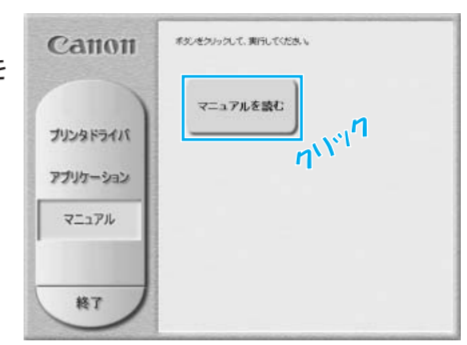 を
Canon
ボタンをクリックして、実行してください。
マニュアルを読む
クリック
プリンタドライバ
アプリケーション
マニュアル
終了